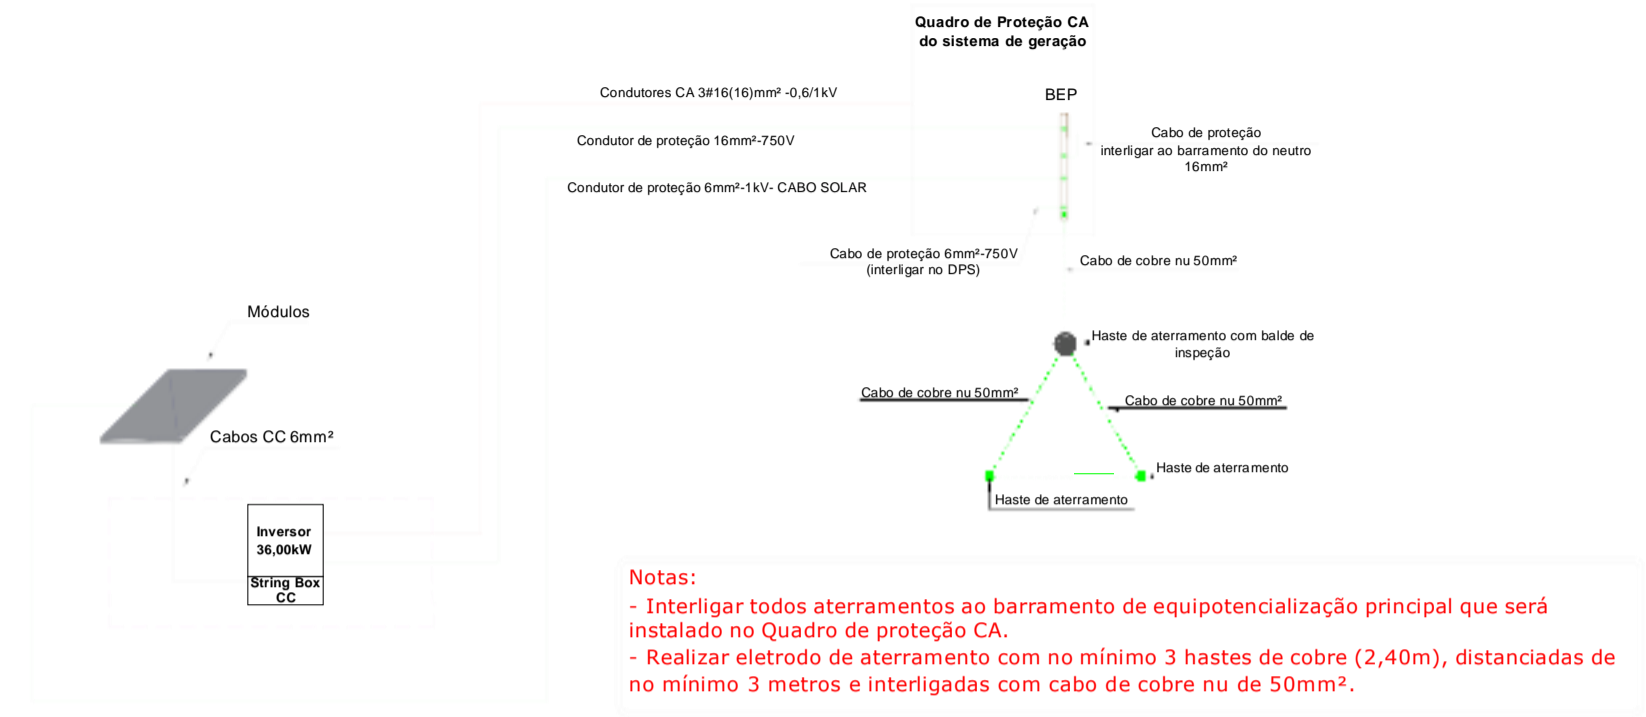 Quadro de Proteção CA
do sistema de geração
Condutores CA 3#16(16)mm² -0,6/1kV
BEP
Condutor de proteção 16mm²-750V
Cabo de proteção
interligar ao barramento do neutro
16mm²
Condutor de proteção 6mm²-1kV- CABO SOLAR
Cabo de proteção 6mm²-750V
(interligar no DPS)
Cabo de cobre nu 50mm²
Módulos
Haste de aterramento com balde de
inspeção
Cabo de cobre nu 50mm²
Cabo de cobre nu 50mm²
Cabos CC 6mm²
Haste de aterramento
Haste de aterramento
Inversor
36,00kW
String Box
CC
Notas:
- Interligar todos aterramentos ao barramento de equipotencialização principal que será
instalado no Quadro de proteção CA.
- Realizar eletrodo de aterramento com no mínimo 3 hastes de cobre (2,40m), distanciadas de
no mínimo 3 metros e interligadas com cabo de cobre nu de 50mm².